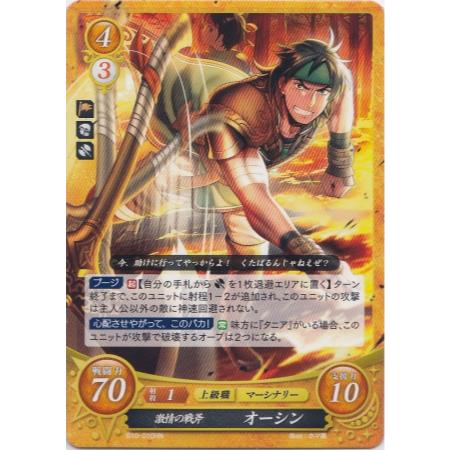 4
3
今、助けに行ってやっからよ! くたばるんじゃねえぜ?
プージ 起 【自分の手札から を1枚退避エリアに置く】ターン
終了まで、このユニットに射程1-2が追加され、このユニットの攻撃
は主人公以外の敵に神速回避されない。
心配させやがって、このバカ! 常 味方に『タニア』がいる場合、この
ユニットが攻撃で破壊するオーブは2つになる。
戦闘力
70
射程 1
上級職
マーシナリー
支援力
10
激情の戦斧 オーシン